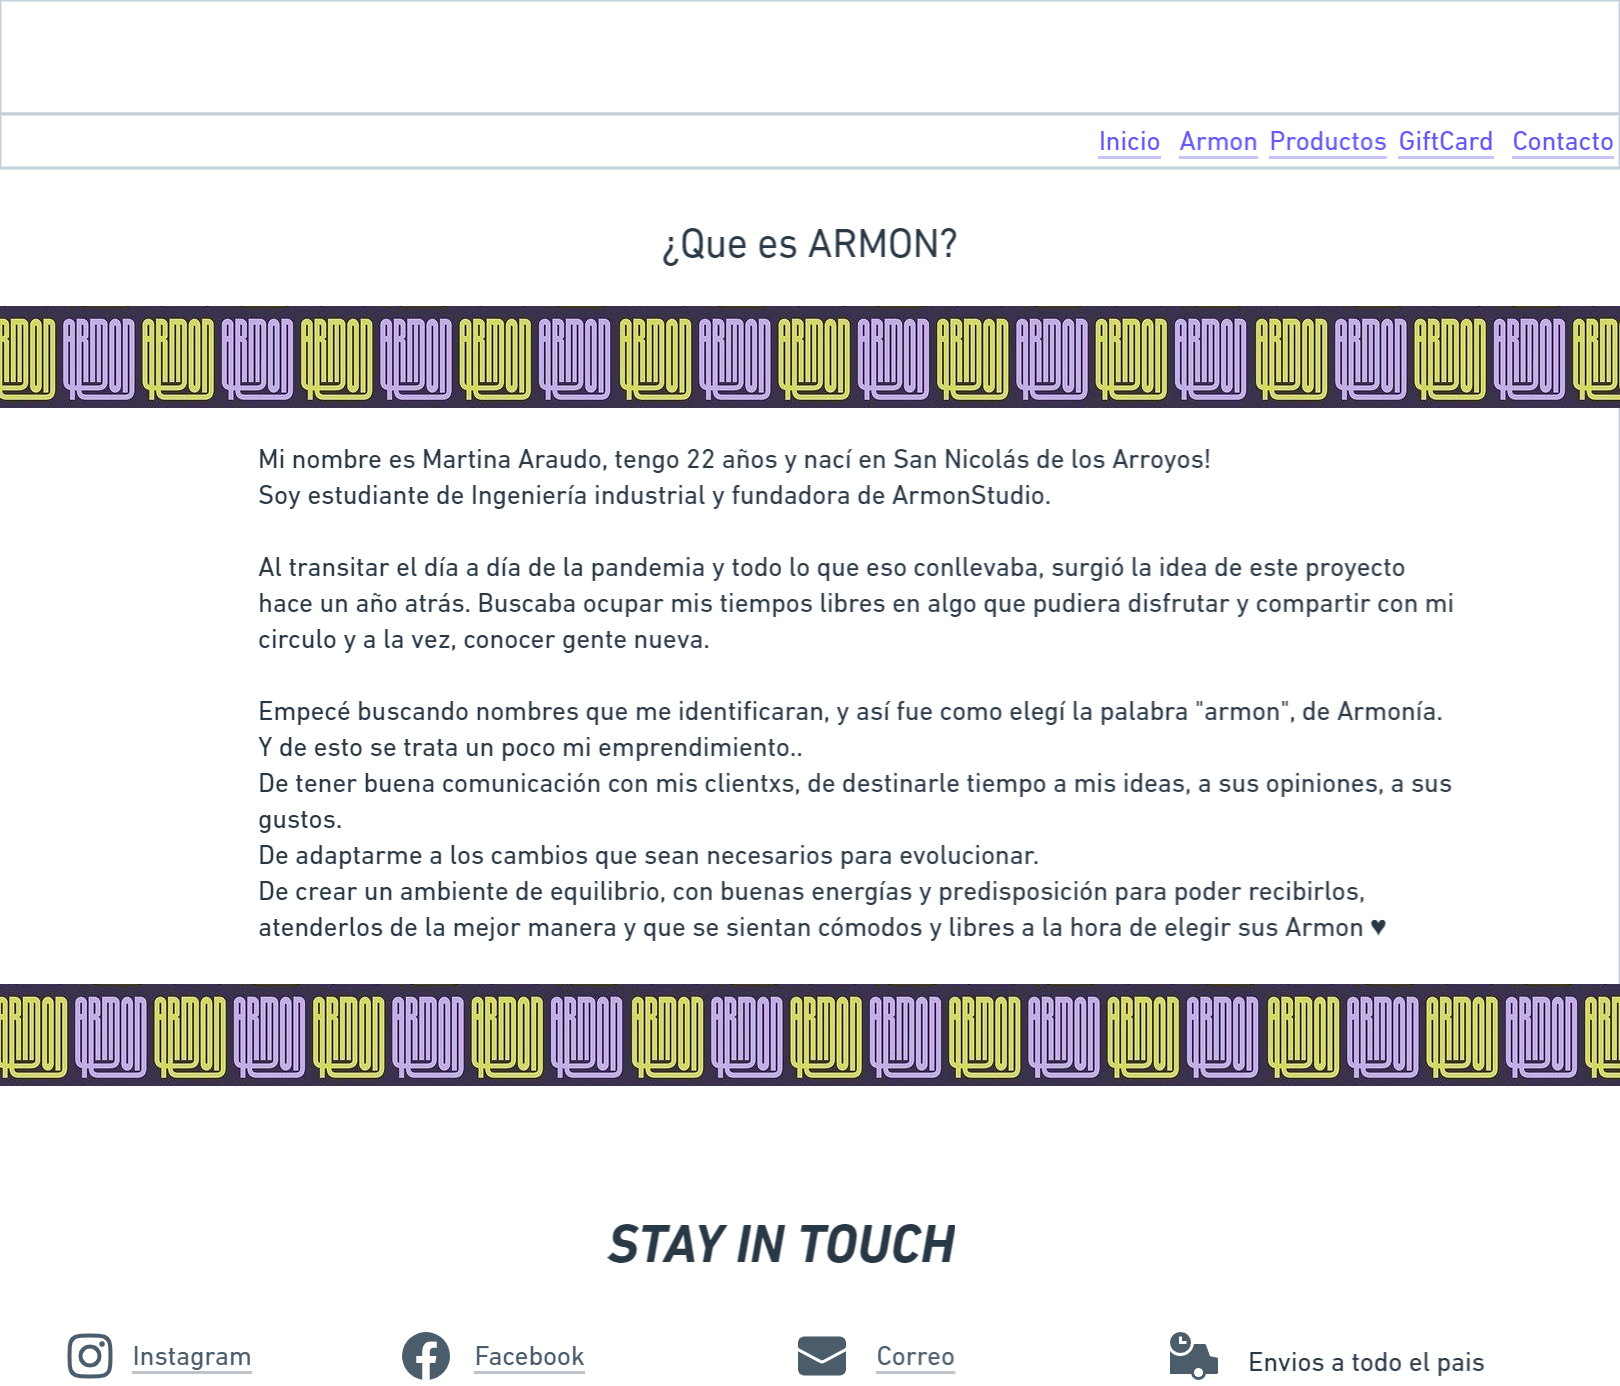 Inicio Armon Productos GiftCard Contacto
¿Que es ARMON?
ARMON ARMON ARMON ARMON ARMON ARMON ARMON ARMON ARMON ARMON ARMON ARMON ARMON ARMON ARMON ARMON ARMON ARMON ARMON ARMON ARMON
Mi nombre es Martina Araudo, tengo 22 años y nací en San Nicolás de los Arroyos!
Soy estudiante de Ingeniería industrial y fundadora de ArmonStudio.
Al transitar el día a día de la pandemia y todo lo que eso conllevaba, surgió la idea de este proyecto
hace un año atrás. Buscaba ocupar mis tiempos libres en algo que pudiera disfrutar y compartir con mi
circulo y a la vez, conocer gente nueva.
Empecé buscando nombres que me identificaran, y así fue como elegí la palabra "armon", de Armonía.
Y de esto se trata un poco mi emprendimiento..
De tener buena comunicación con mis clientxs, de destinarle tiempo a mis ideas, a sus opiniones, a sus
gustos.
De adaptarme a los cambios que sean necesarios para evolucionar.
De crear un ambiente de equilibrio, con buenas energías y predisposición para poder recibirlos,
atenderlos de la mejor manera y que se sientan cómodos y libres a la hora de elegir sus Armon ♥
ARMON ARMON ARMON ARMON ARMON ARMON ARMON ARMON ARMON ARMON ARMON ARMON ARMON ARMON ARMON ARMON ARMON ARMON ARMON ARMON ARMON
STAY IN TOUCH
Instagram Facebook Correo Envios a todo el pais